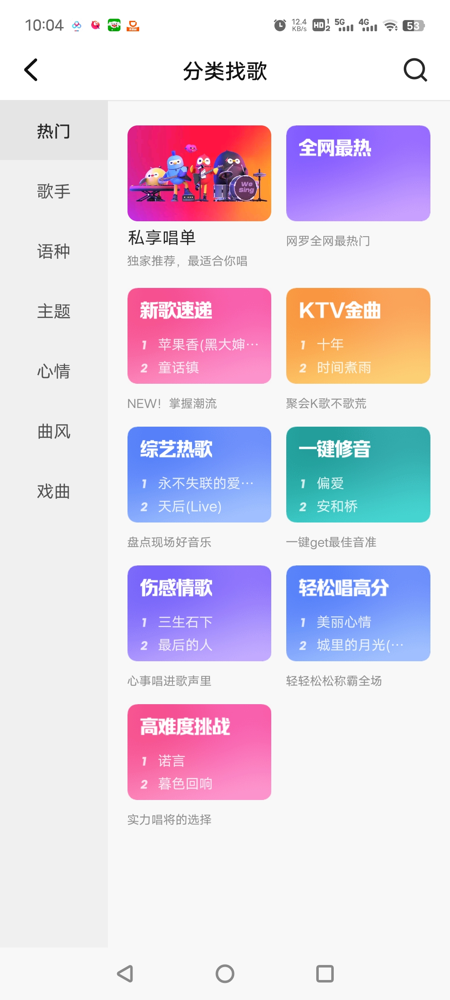 10:04
12.4 KB/s
HD 1 2
5G
4G
53
分类找歌
热门
歌手
语种
主题
心情
曲风
戏曲
We Sing
私享唱单
独家推荐，最适合你唱
全网最热
网罗全网最热门
新歌速递
1 苹果香(黑大婶…
2 童话镇
NEW！掌握潮流
KTV金曲
1 十年
2 时间煮雨
聚会K歌不歌荒
综艺热歌
1 永不失联的爱…
2 天后(Live)
盘点现场好音乐
一键修音
1 偏爱
2 安和桥
一键get最佳音准
伤感情歌
1 三生石下
2 最后的人
心事唱进歌声里
轻松唱高分
1 美丽心情
2 城里的月光(…
轻轻松松称霸全场
高难度挑战
1 诺言
2 暮色回响
实力唱将的选择